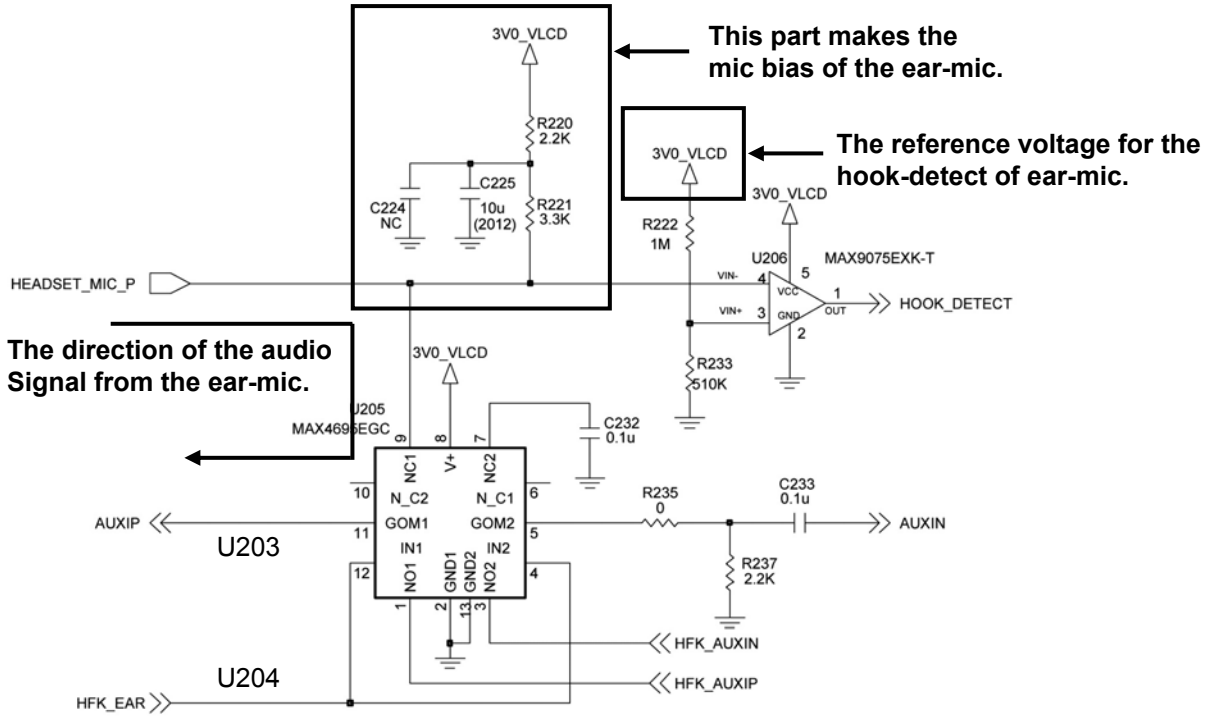 3V0_VLCD
This part makes the
mic bias of the ear-mic.
R220
2.2K
3V0_VLCD
The reference voltage for the
hook-detect of ear-mic.
C225
10u
(2012)
C224
NC
R221
3.3K
3V0_VLCD
R222
1M
U206
MAX9075EXK-T
HEADSET_MIC_P
VIN-
4
5
VCC
1
OUT
HOOK_DETECT
VIN+
3
GND
2
The direction of the audio
Signal from the ear-mic.
3V0_VLCD
R233
510K
U205
MAX4695EGC
9
8
7
C232
0.1u
NC1
V+
NC2
10
N_C2
N_C1
6
R235
0
C233
0.1u
AUXIP
GOM1
GOM2
AUXIN
11
5
U203
IN1
IN2
12
4
R237
2.2K
NO1
GND1
GND2
NO2
1
2
13
3
HFK_AUXIN
U204
HFK_AUXIP
HFK_EAR